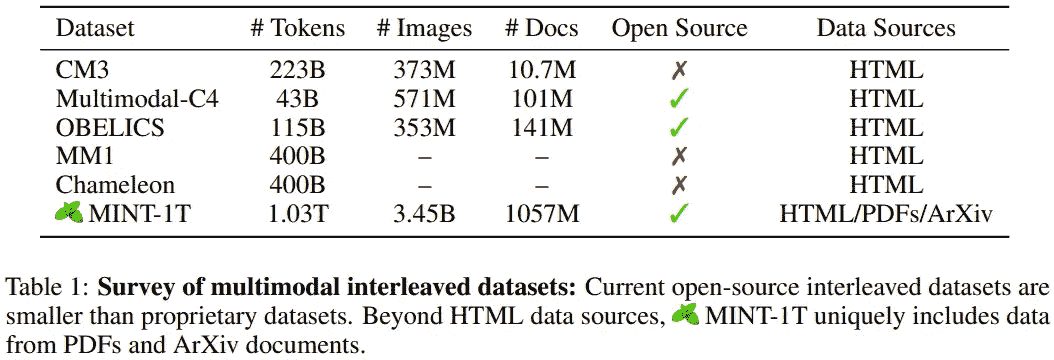 Dataset # Tokens # Images # Docs Open Source Data Sources
CM3 223B 373M 10.7M ✗ HTML
Multimodal-C4 43B 571M 101M ✓ HTML
OBELICS 115B 353M 141M ✓ HTML
MM1 400B – – ✗ HTML
Chameleon 400B – – ✗ HTML
MINT-1T 1.03T 3.45B 1057M ✓ HTML/PDFs/ArXiv
Table 1: Survey of multimodal interleaved datasets: Current open-source interleaved datasets are
smaller than proprietary datasets. Beyond HTML data sources, MINT-1T uniquely includes data
from PDFs and ArXiv documents.